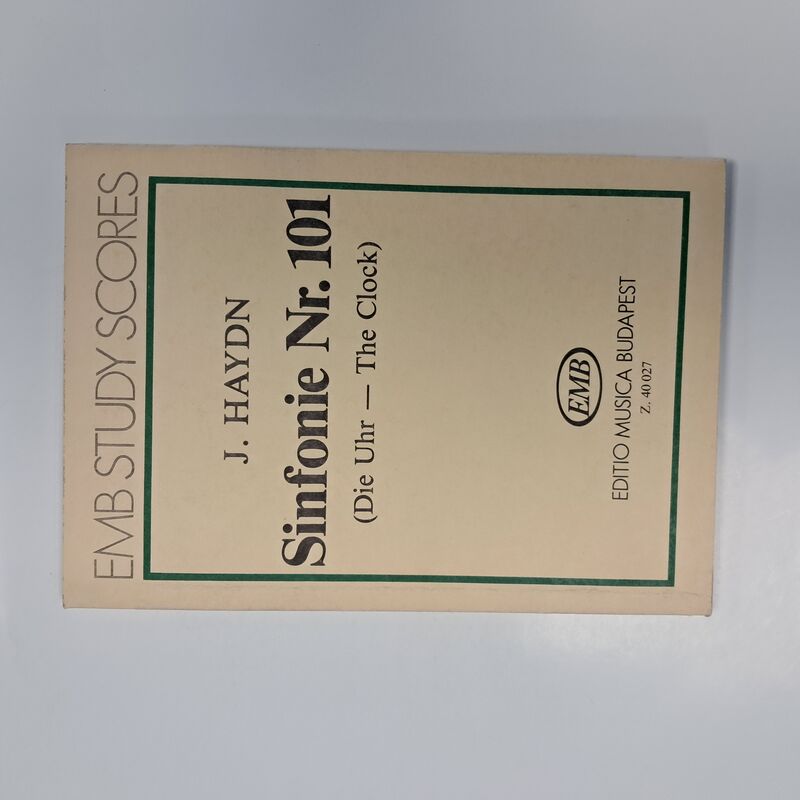 EMB STUDY SCORES
J. HAYDN
Sinfonie Nr. 101
(Die Uhr — The Clock)
EMB
EDITIO MUSICA BUDAPEST
Z. 40 027